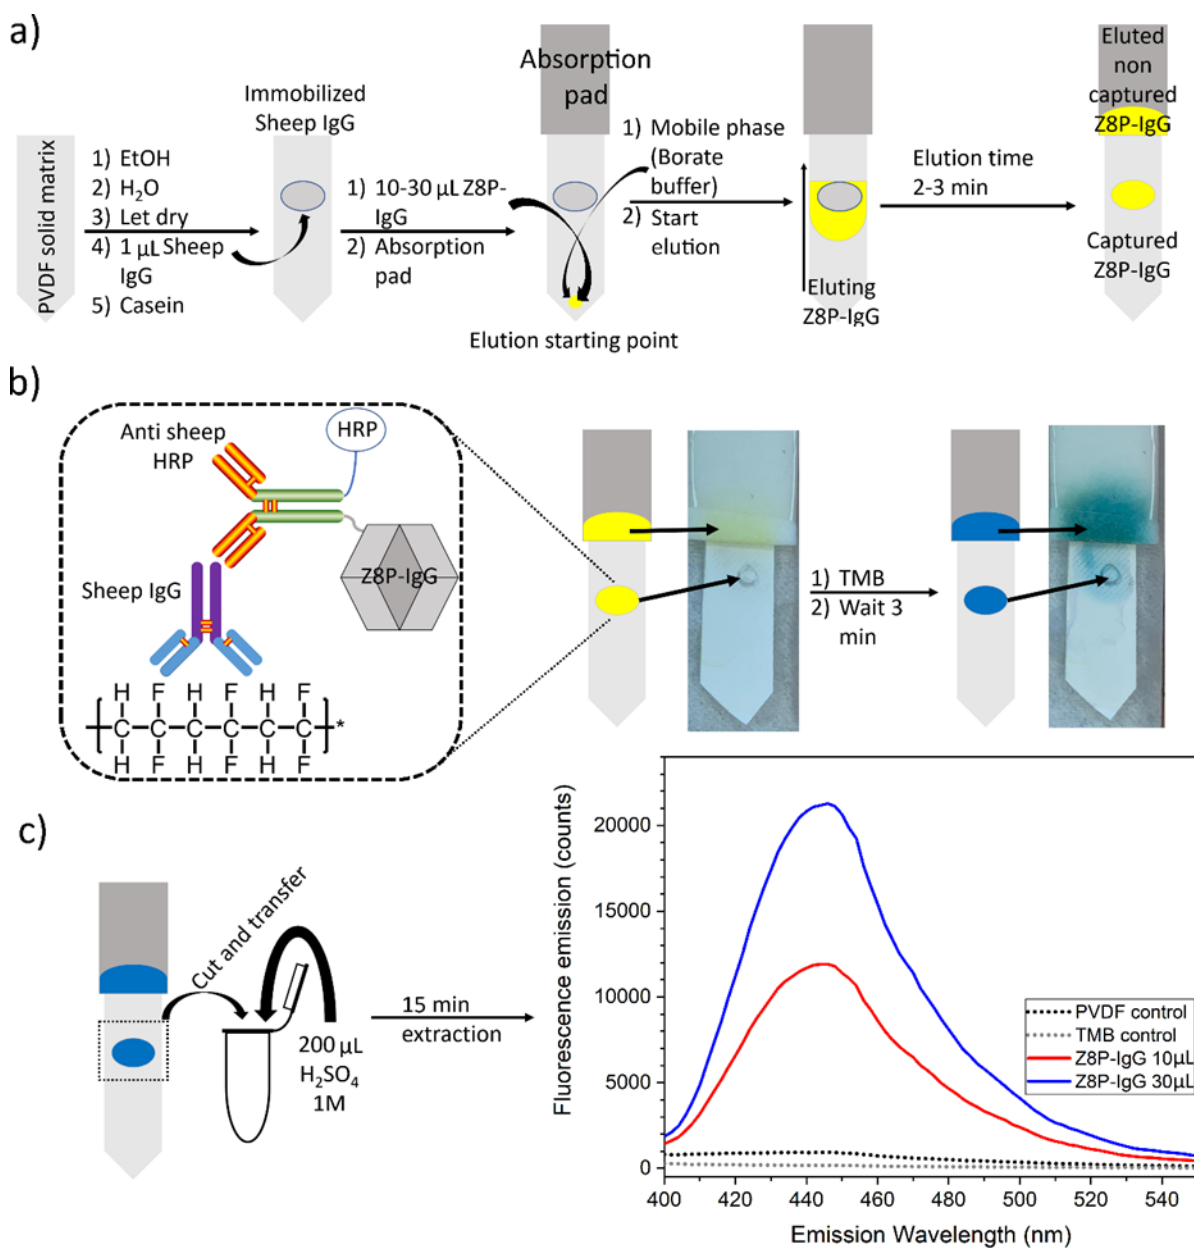 a)
PVDF solid matrix
1) EtOH
2) H₂O
3) Let dry
4) 1 µL Sheep
IgG
5) Casein
Immobilized
Sheep IgG
1) 10-30 µL Z8P-
IgG
2) Absorption
pad
Absorption
pad
Elution starting point
1) Mobile phase
(Borate
buffer)
2) Start
elution
Eluting
Z8P-IgG
Elution time
2-3 min
Eluted
non
captured
Z8P-IgG
Captured
Z8P-IgG
b)
Anti sheep
HRP
HRP
Z8P-IgG
Sheep IgG
H F H F H F
C C C C C C *
H F H F H F
1) TMB
2) Wait 3
min
c)
Cut and transfer
200 µL
H₂SO₄
1M
15 min
extraction
Fluorescence emission (counts)
20000
15000
10000
5000
0
PVDF control
TMB control
Z8P-IgG 10µL
Z8P-IgG 30µL
400 420 440 460 480 500 520 540
Emission Wavelength (nm)